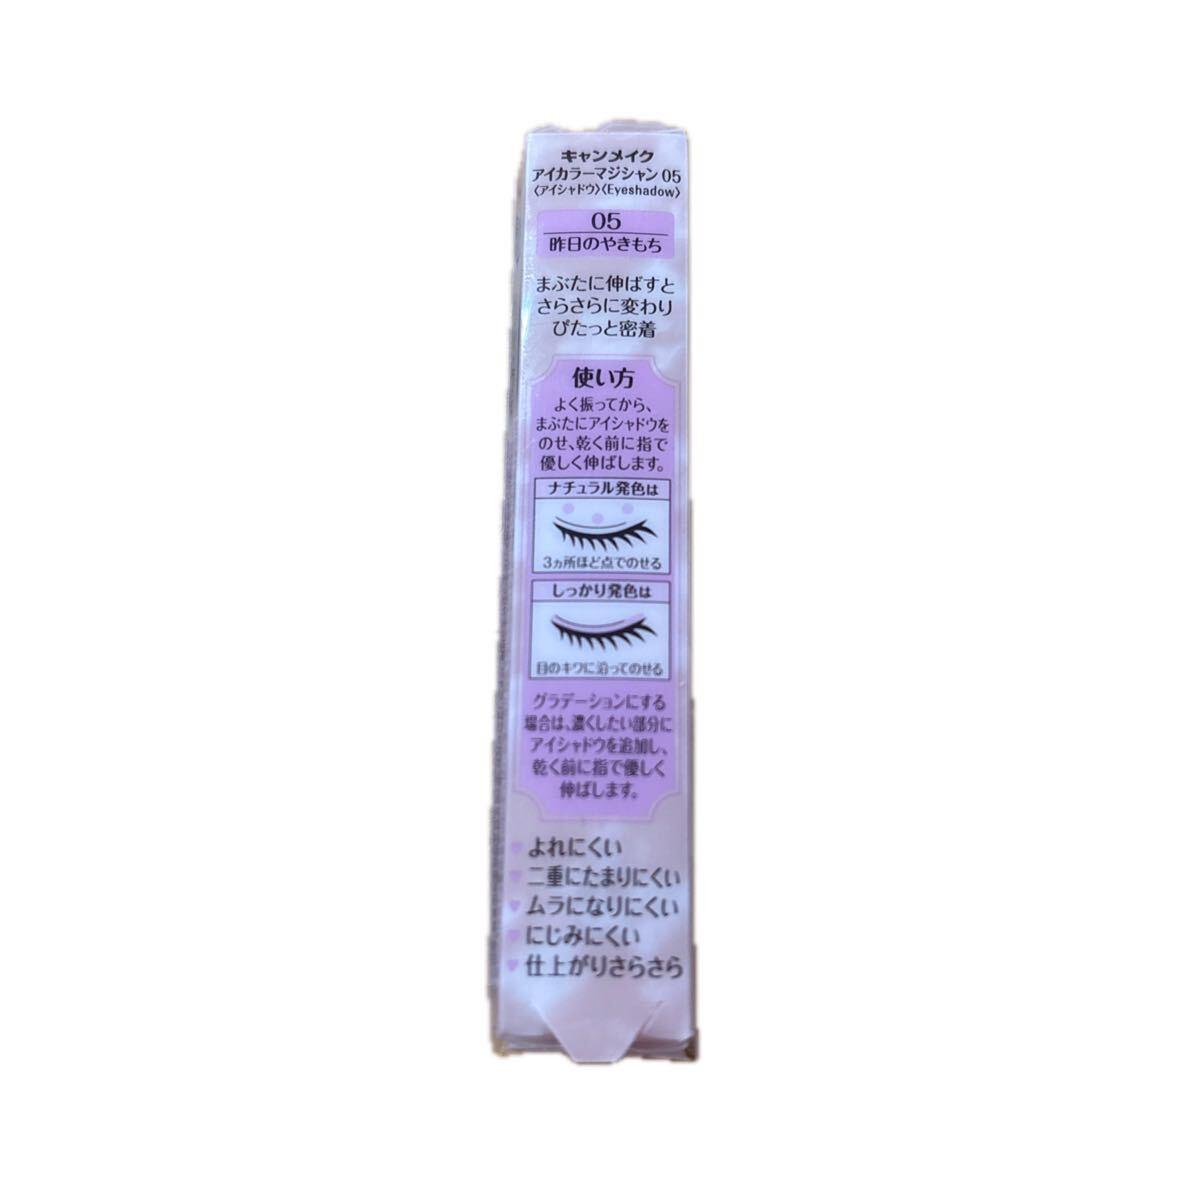 キャンメイク
アイカラーマジシャン 05
〈アイシャドウ〉〈Eyeshadow〉
05
昨日のやきもち
まぶたに伸ばすと
さらさらに変わり
ぴたっと密着
使い方
よく振ってから、
まぶたにアイシャドウを
のせ、乾く前に指で
優しく伸ばします。
ナチュラル発色は
3ヵ所ほど点でのせる
しっかり発色は
目のキワに沿ってのせる
グラデーションにする
場合は、濃くしたい部分に
アイシャドウを追加し、
乾く前に指で優しく
伸ばします。
♥ よれにくい
♥ 二重にたまりにくい
♥ ムラになりにくい
♥ にじみにくい
♥ 仕上がりさらさら